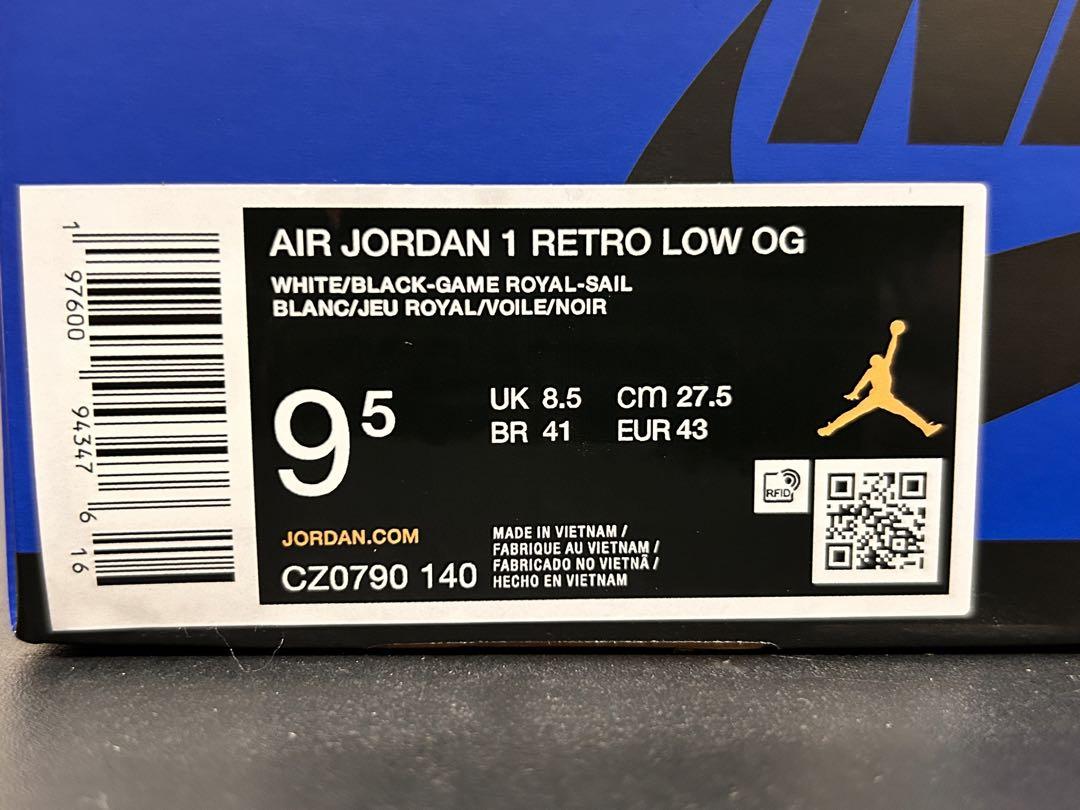 AIR JORDAN 1 RETRO LOW OG
WHITE/BLACK-GAME ROYAL-SAIL
BLANC/JEU ROYAL/VOILE/NOIR
9 5
UK 8.5 cm 27.5
BR 41 EUR 43
RFID
JORDAN.COM
CZ0790 140
MADE IN VIETNAM /
FABRIQUE AU VIETNAM /
FABRICADO NO VIETNÃ /
HECHO EN VIETNAM
1 97600 94347 6 16